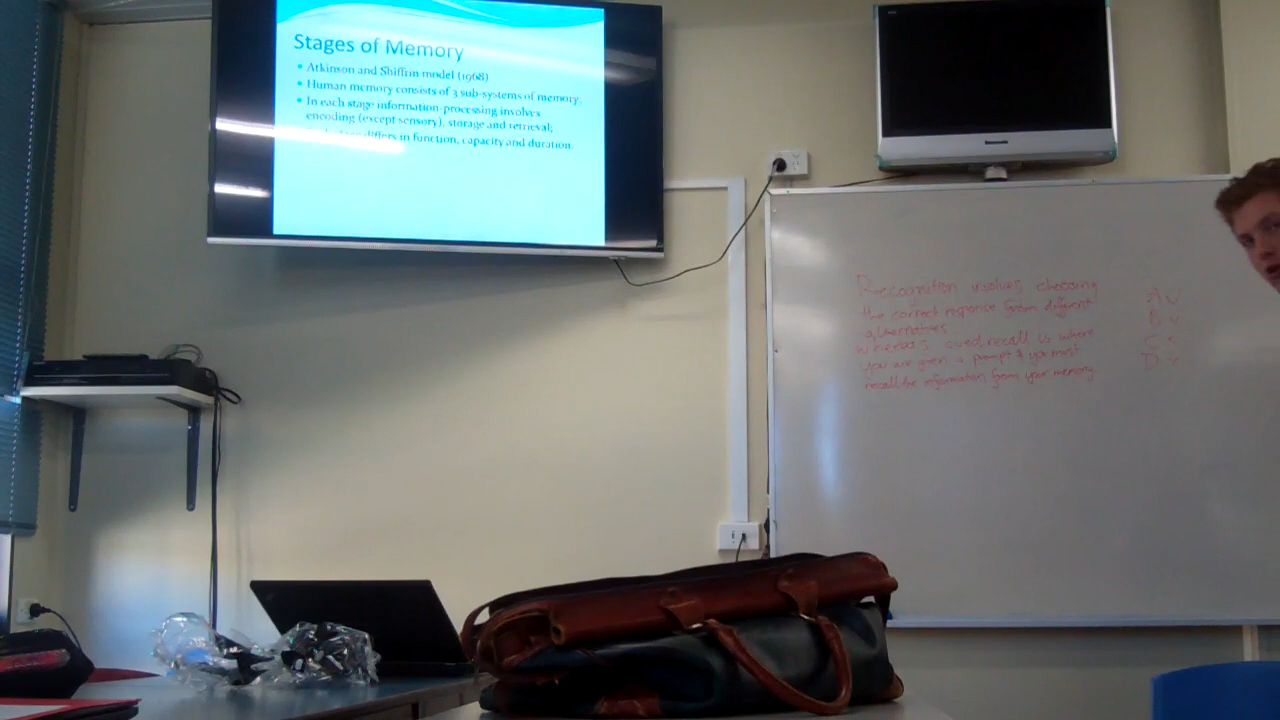 Stages of Memory
Atkinson and Shiffrin model (1968)
Human memory consists of 3 sub-systems of memory.
In each stage information processing involves
encoding (except sensory), storage and retrieval;
differs in function, capacity and duration.
Recognition involves choosing
the correct response from different
alternatives
whereas cued recall is where
you are given a prompt & you must
recall the information from your memory
A
B
C
D
Panasonic